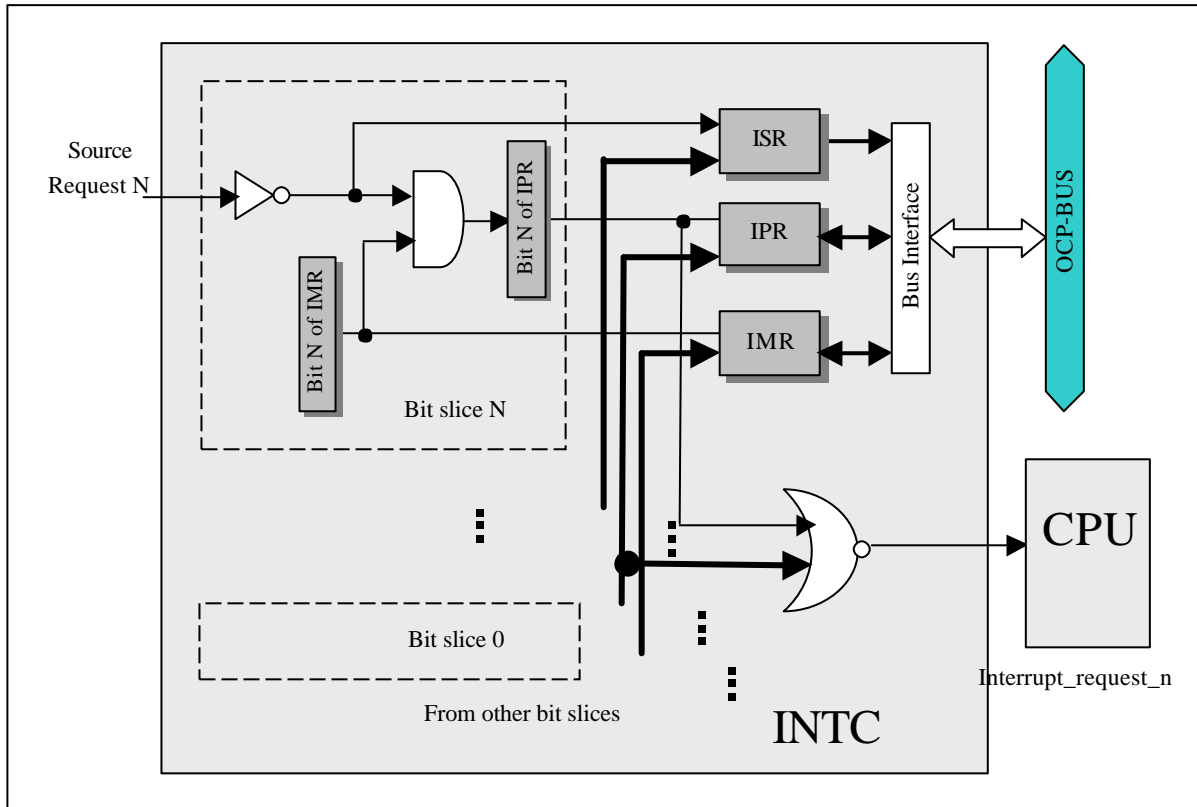 Source
Request N
Bit N of IMR
Bit N of IPR
Bit slice N
ISR
IPR
IMR
Bus Interface
OCP-BUS
CPU
Interrupt_request_n
Bit slice 0
From other bit slices
INTC